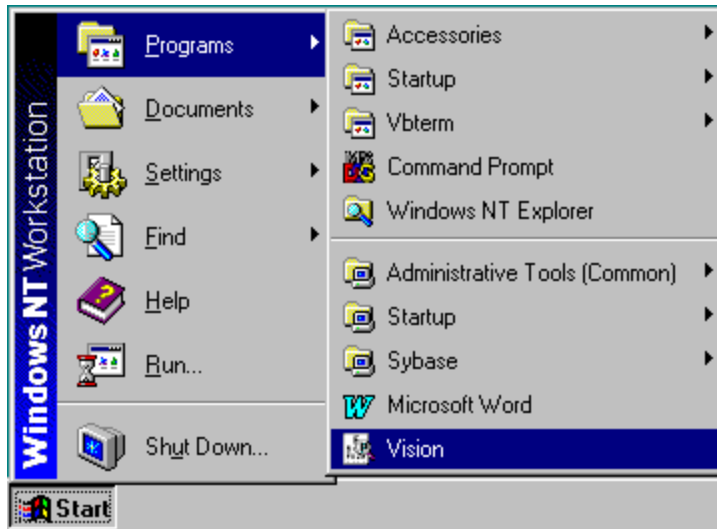 Windows NT Workstation
Programs
Documents
Settings
Find
Help
Run...
Shut Down...
Accessories
Startup
Vbterm
Command Prompt
Windows NT Explorer
Administrative Tools (Common)
Startup
Sybase
Microsoft Word
Vision
Start